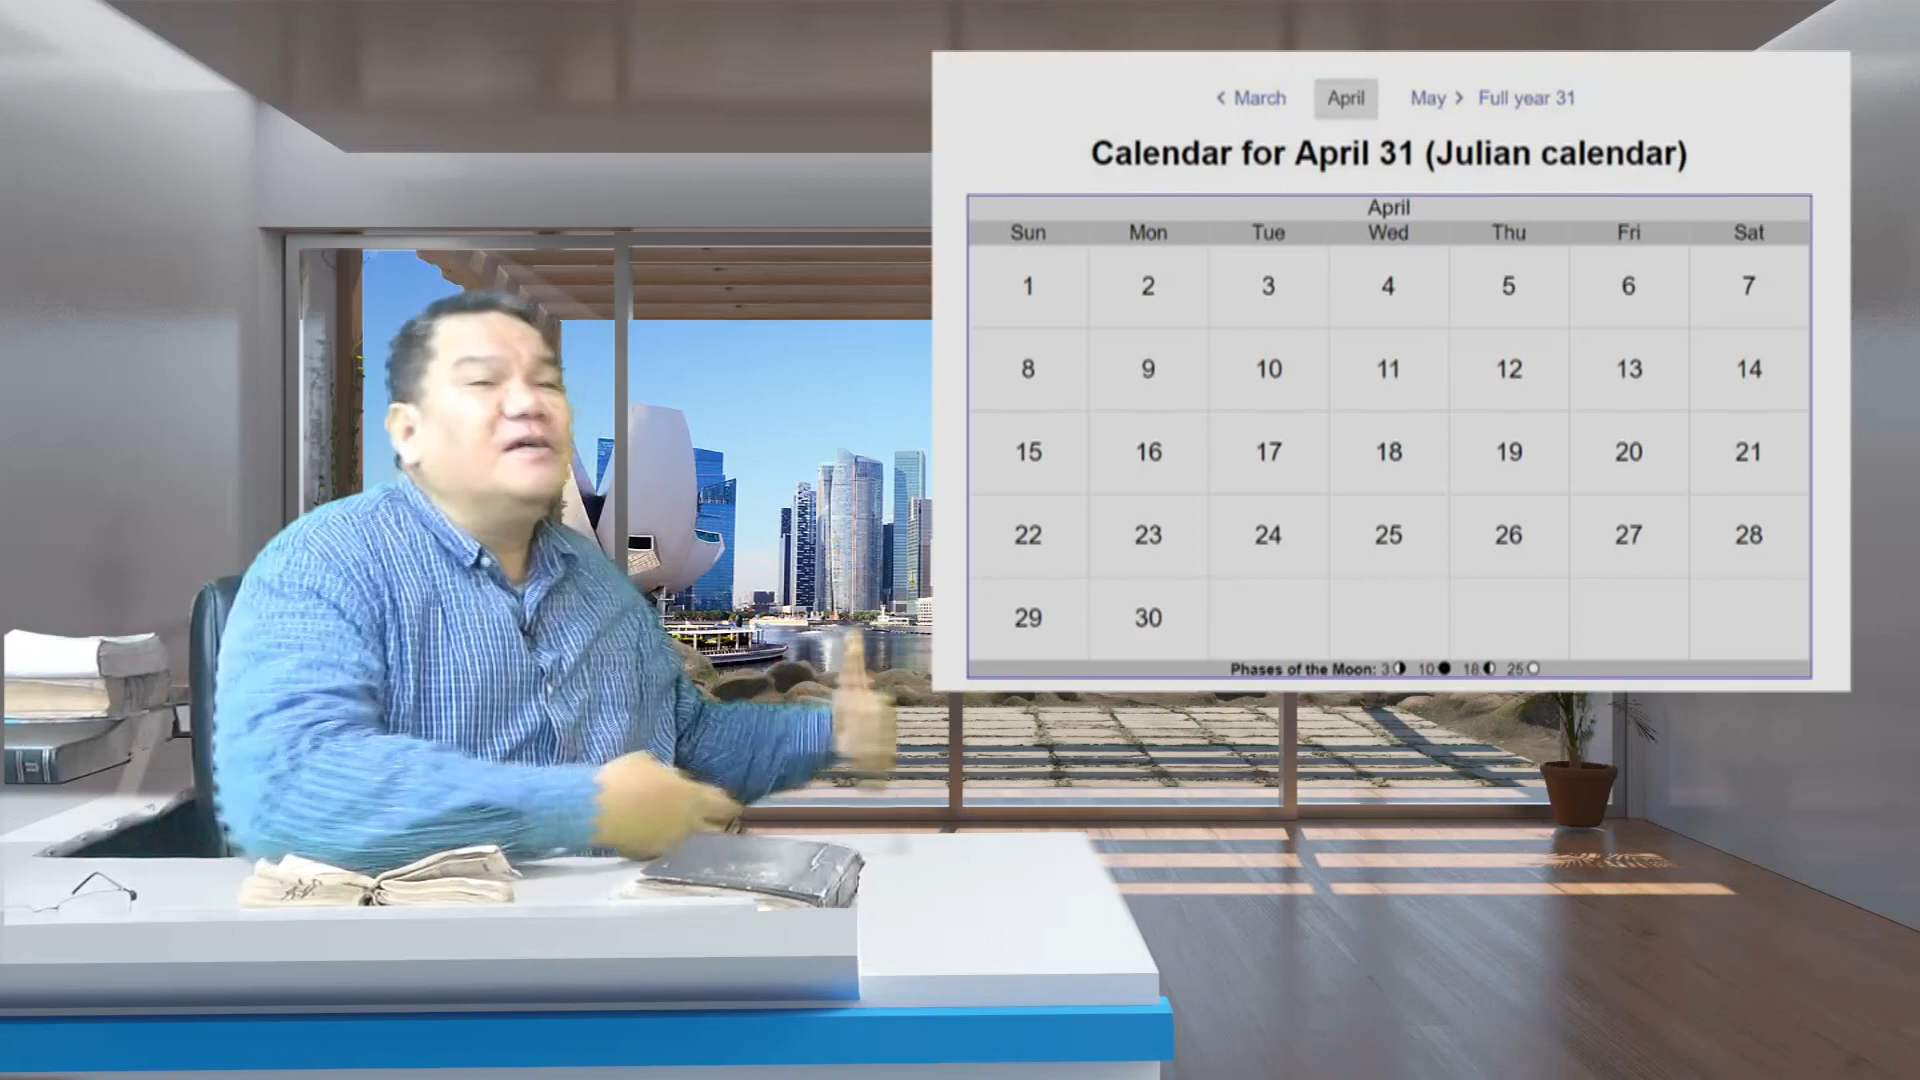 < March April May > Full year 31
Calendar for April 31 (Julian calendar)
April
Sun Mon Tue Wed Thu Fri Sat
1 2 3 4 5 6 7
8 9 10 11 12 13 14
15 16 17 18 19 20 21
22 23 24 25 26 27 28
29 30
Phases of the Moon: 3 10 18 25